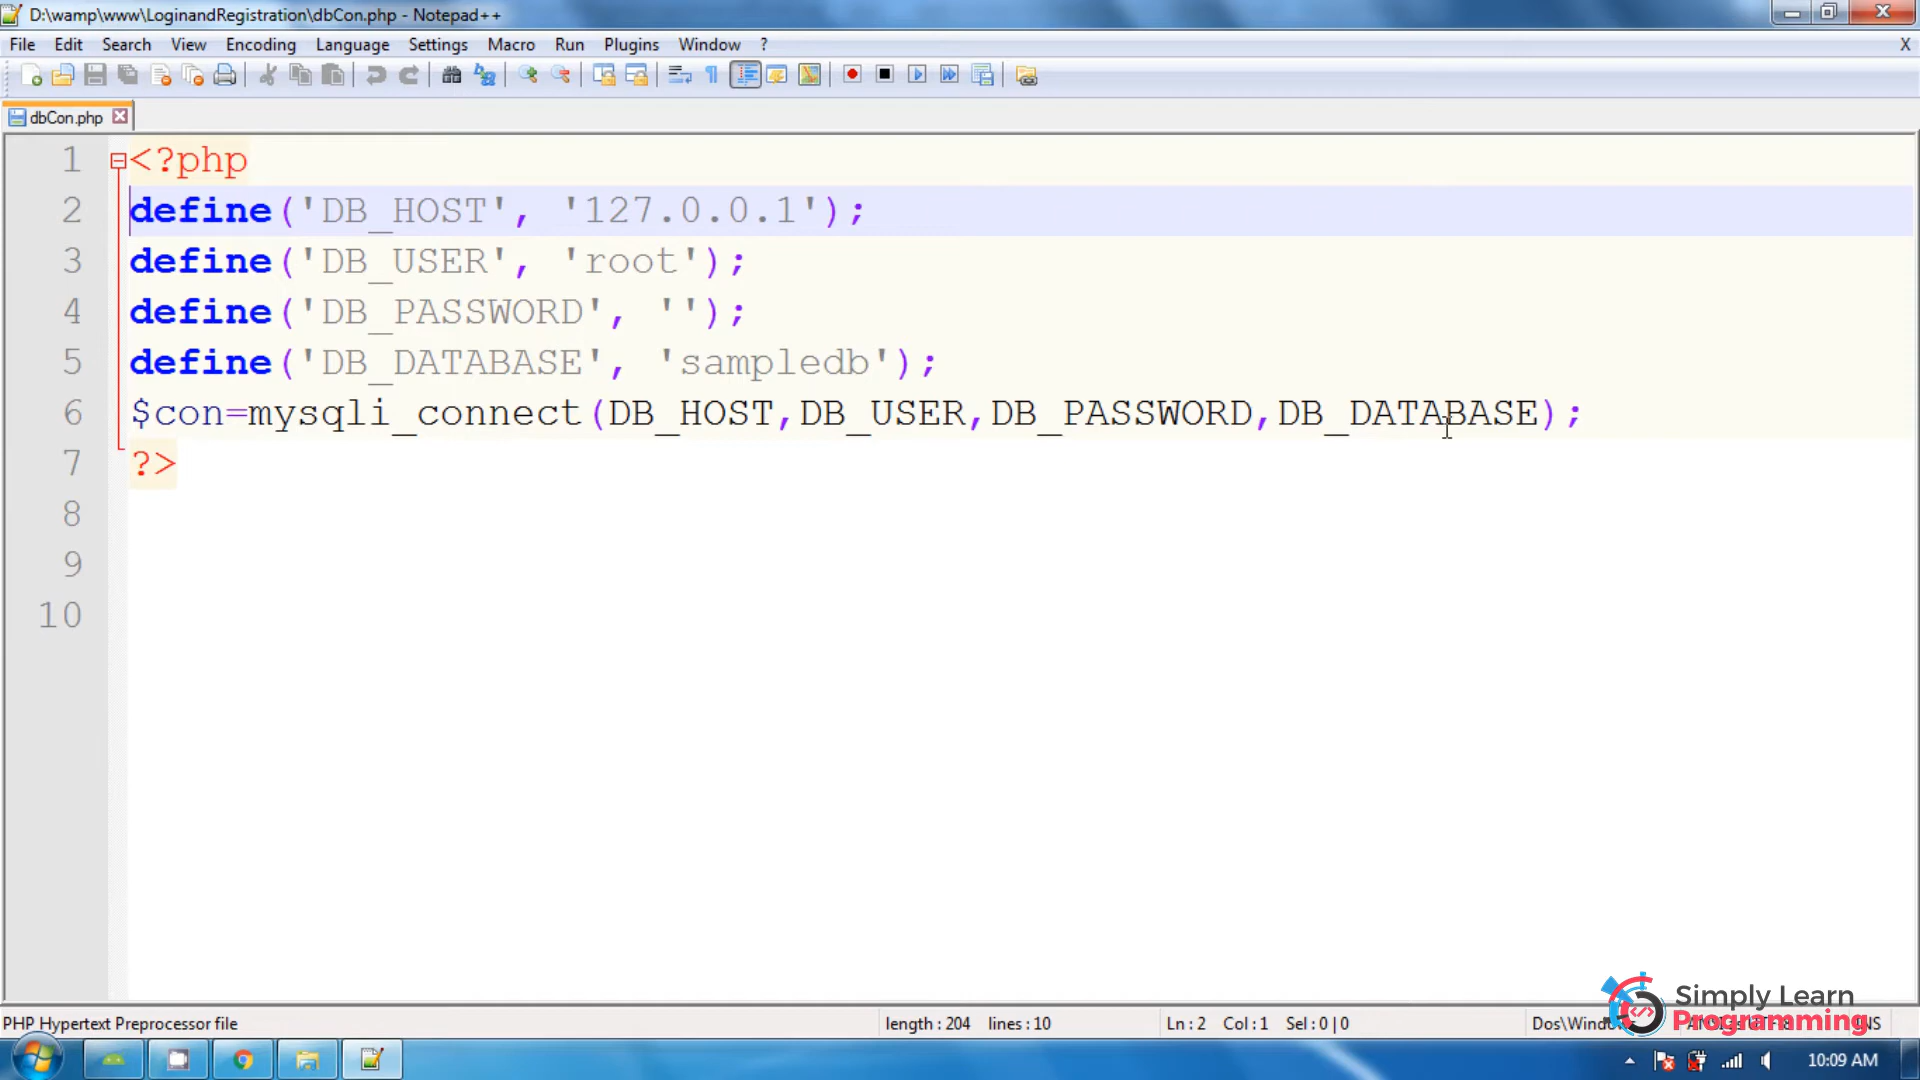 D:\wamp\www\LoginandRegistration\dbCon.php - Notepad++
File Edit Search View Encoding Language Settings Macro Run Plugins Window ? X
dbCon.php
1 <?php
2 define('DB_HOST', '127.0.0.1');
3 define('DB_USER', 'root');
4 define('DB_PASSWORD', '');
5 define('DB_DATABASE', 'sampledb');
6 $con=mysqli_connect(DB_HOST,DB_USER,DB_PASSWORD,DB_DATABASE);
7 ?>
8
9
10
Simply Learn
Programming
PHP Hypertext Preprocessor file length : 204 lines : 10 Ln : 2 Col : 1 Sel : 0 | 0
10:09 AM